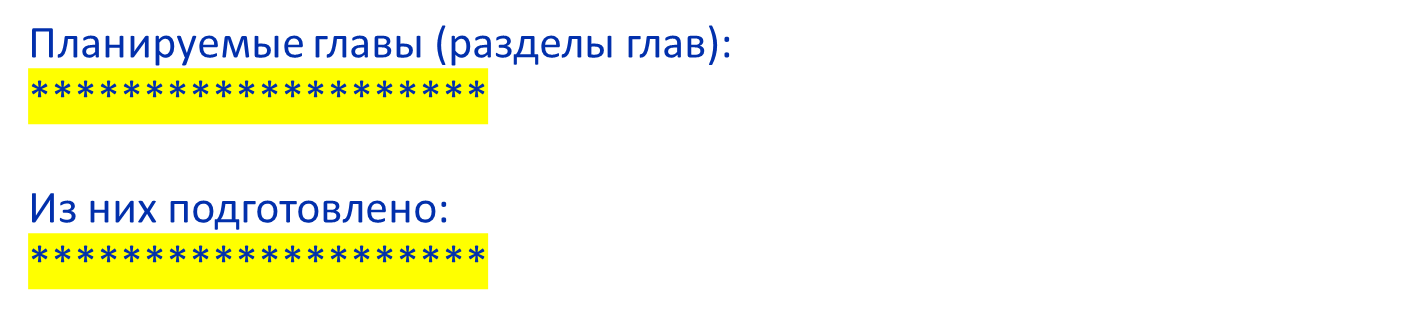 Планируемые главы (разделы глав):
********************
Из них подготовлено:
********************